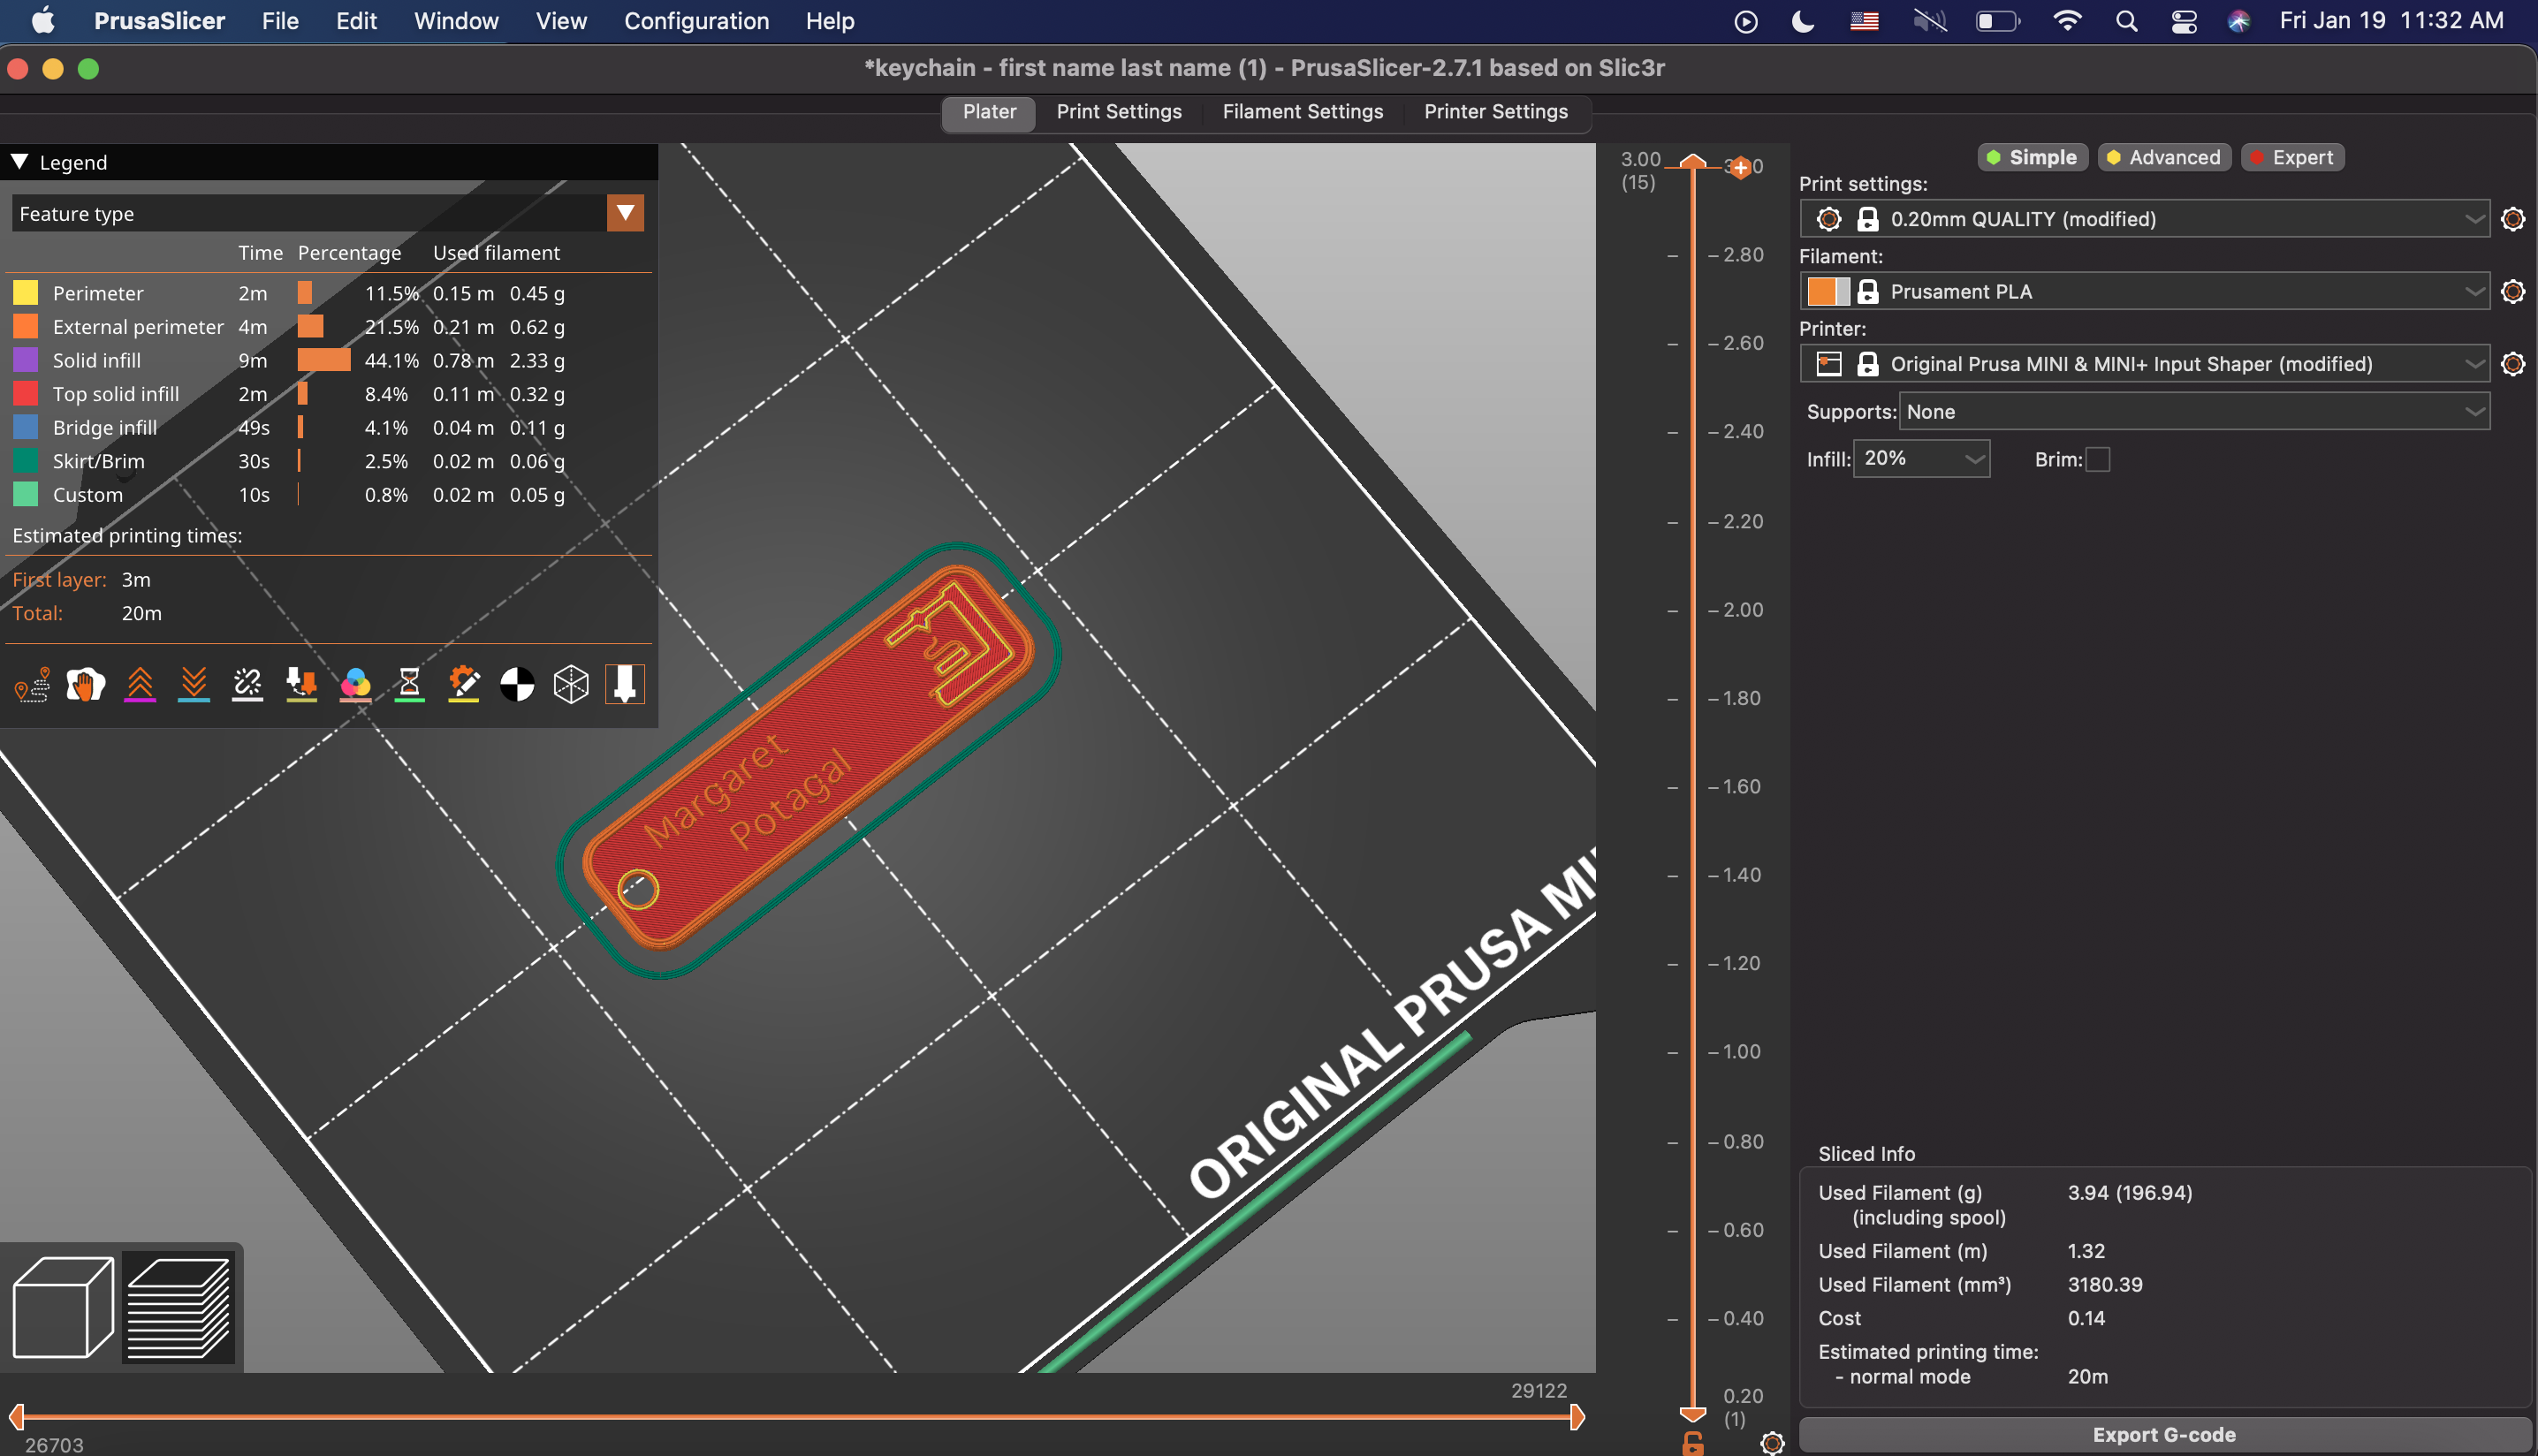 PrusaSlicer File Edit Window View Configuration Help Fri Jan 19 11:32 AM
*keychain - first name last name (1) - PrusaSlicer-2.7.1 based on Slic3r
Plater Print Settings Filament Settings Printer Settings
Legend
Feature type
Time Percentage Used filament
Perimeter 2m 11.5% 0.15 m 0.45 g
External perimeter 4m 21.5% 0.21 m 0.62 g
Solid infill 9m 44.1% 0.78 m 2.33 g
Top solid infill 2m 8.4% 0.11 m 0.32 g
Bridge infill 49s 4.1% 0.04 m 0.11 g
Skirt/Brim 30s 2.5% 0.02 m 0.06 g
Custom 10s 0.8% 0.02 m 0.05 g
Estimated printing times:
First layer: 3m
Total: 20m
Margaret
Potagal
ORIGINAL PRUSA
29122
26703
3.00
(15)
2.80
2.60
2.40
2.20
2.00
1.80
1.60
1.40
1.20
1.00
0.80
0.60
0.40
0.20
(1)
Simple Advanced Expert
Print settings:
0.20mm QUALITY (modified)
Filament:
Prusament PLA
Printer:
Original Prusa MINI & MINI+ Input Shaper (modified)
Supports: None
Infill: 20% Brim:
Sliced Info
Used Filament (g) 3.94 (196.94)
(including spool)
Used Filament (m) 1.32
Used Filament (mm³) 3180.39
Cost 0.14
Estimated printing time:
- normal mode 20m
Export G-code